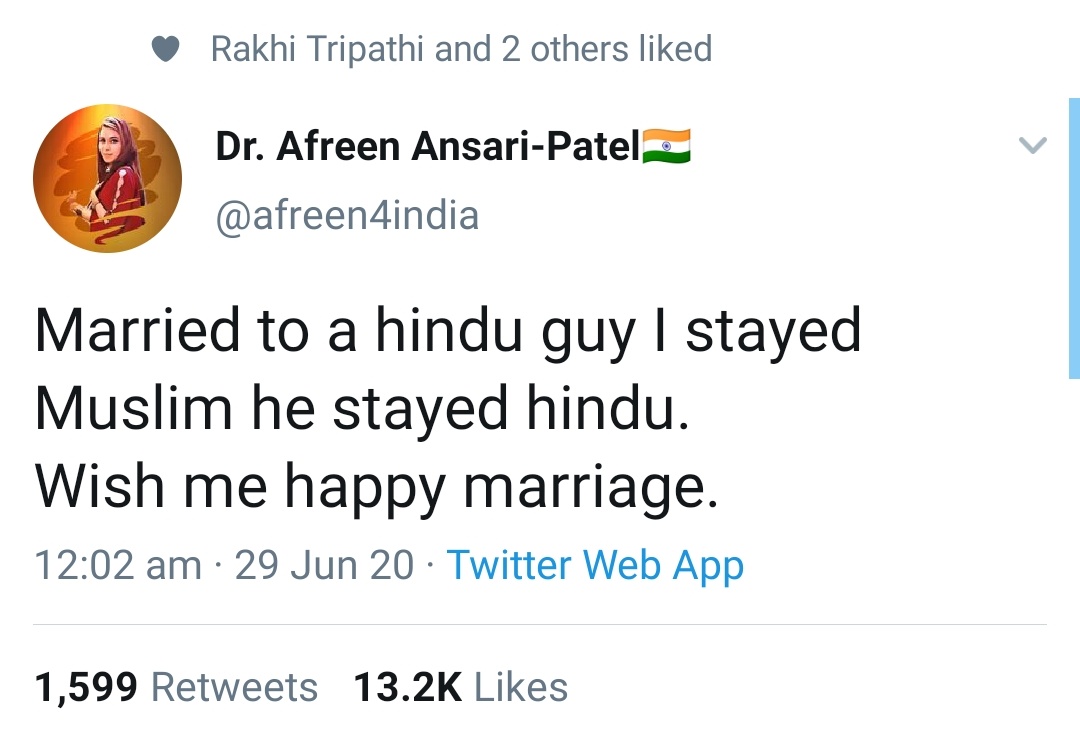 Rakhi Tripathi and 2 others liked
Dr. Afreen Ansari-Patel🇮🇳
@afreen4india
Married to a hindu guy I stayed
Muslim he stayed hindu.
Wish me happy marriage.
12:02 am · 29 Jun 20 · Twitter Web App
1,599 Retweets 13.2K Likes